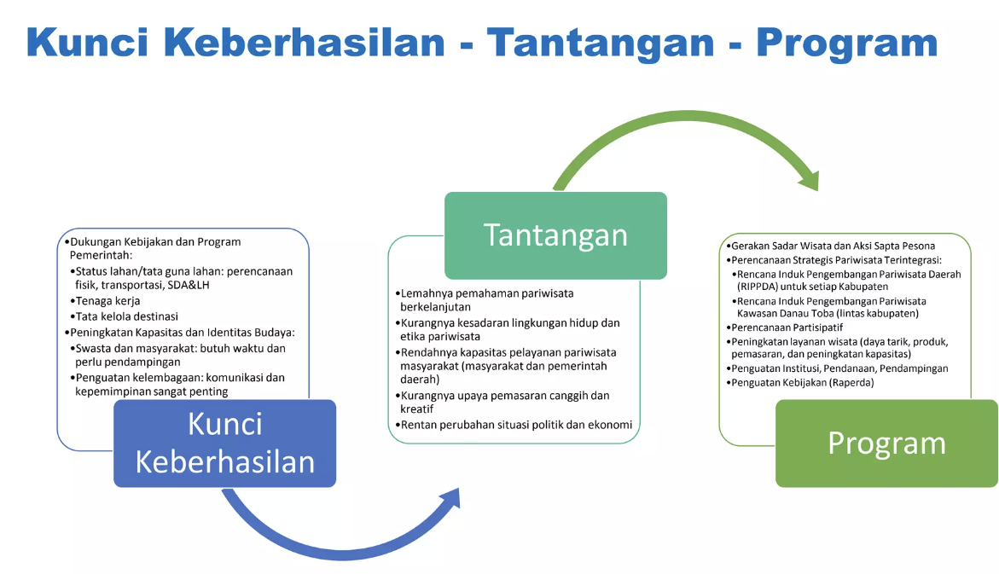 Kunci Keberhasilan - Tantangan - Program
•Dukungan Kebijakan dan Program
Pemerintah:
•Status lahan/tata guna lahan: perencanaan
fisik, transportasi, SDA&LH
•Tenaga kerja
•Tata kelola destinasi
•Peningkatan Kapasitas dan Identitas Budaya:
•Swasta dan masyarakat: butuh waktu dan
perlu pendampingan
•Penguatan kelembagaan: komunikasi dan
kepemimpinan sangat penting
Kunci
Keberhasilan
Tantangan
•Lemahnya pemahaman pariwisata
berkelanjutan
•Kurangnya kesadaran lingkungan hidup dan
etika pariwisata
•Rendahnya kapasitas pelayanan pariwisata
masyarakat (masyarakat dan pemerintah
daerah)
•Kurangnya upaya pemasaran canggih dan
kreatif
•Rentan perubahan situasi politik dan ekonomi
•Gerakan Sadar Wisata dan Aksi Sapta Pesona
•Perencanaan Strategis Pariwisata Terintegrasi:
•Rencana Induk Pengembangan Pariwisata Daerah
(RIPPDA) untuk setiap Kabupaten
•Rencana Induk Pengembangan Pariwisata
Kawasan Danau Toba (lintas kabupaten)
•Perencanaan Partisipatif
•Peningkatan layanan wisata (daya tarik, produk,
pemasaran, dan peningkatan kapasitas)
•Penguatan Institusi, Pendanaan, Pendampingan
•Penguatan Kebijakan (Raperda)
Program